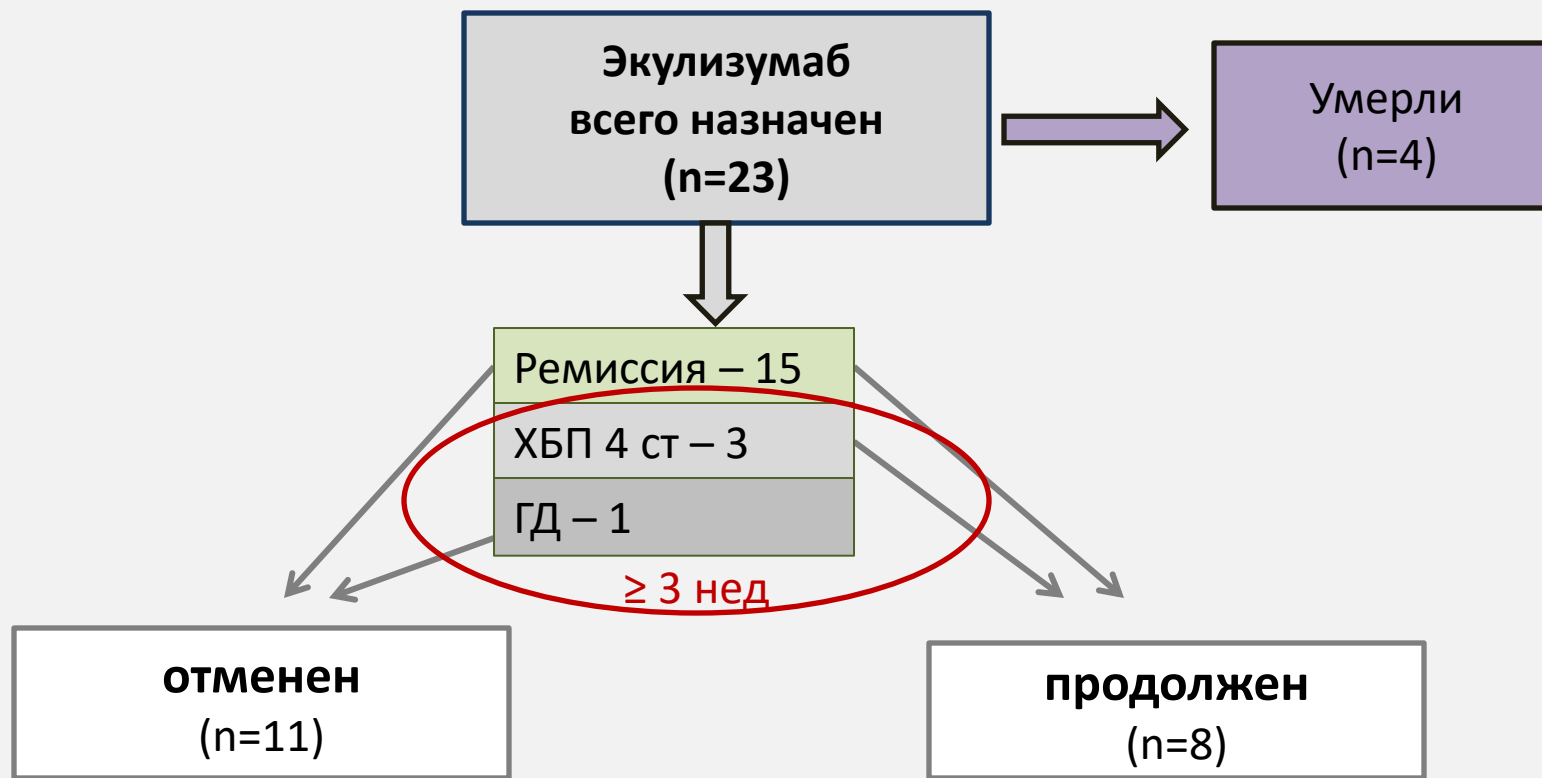 Экулизумаб
всего назначен
(n=23)
Умерли
(n=4)
Ремиссия – 15
ХБП 4 ст – 3
ГД – 1
≥ 3 нед
отменен
(n=11)
продолжен
(n=8)